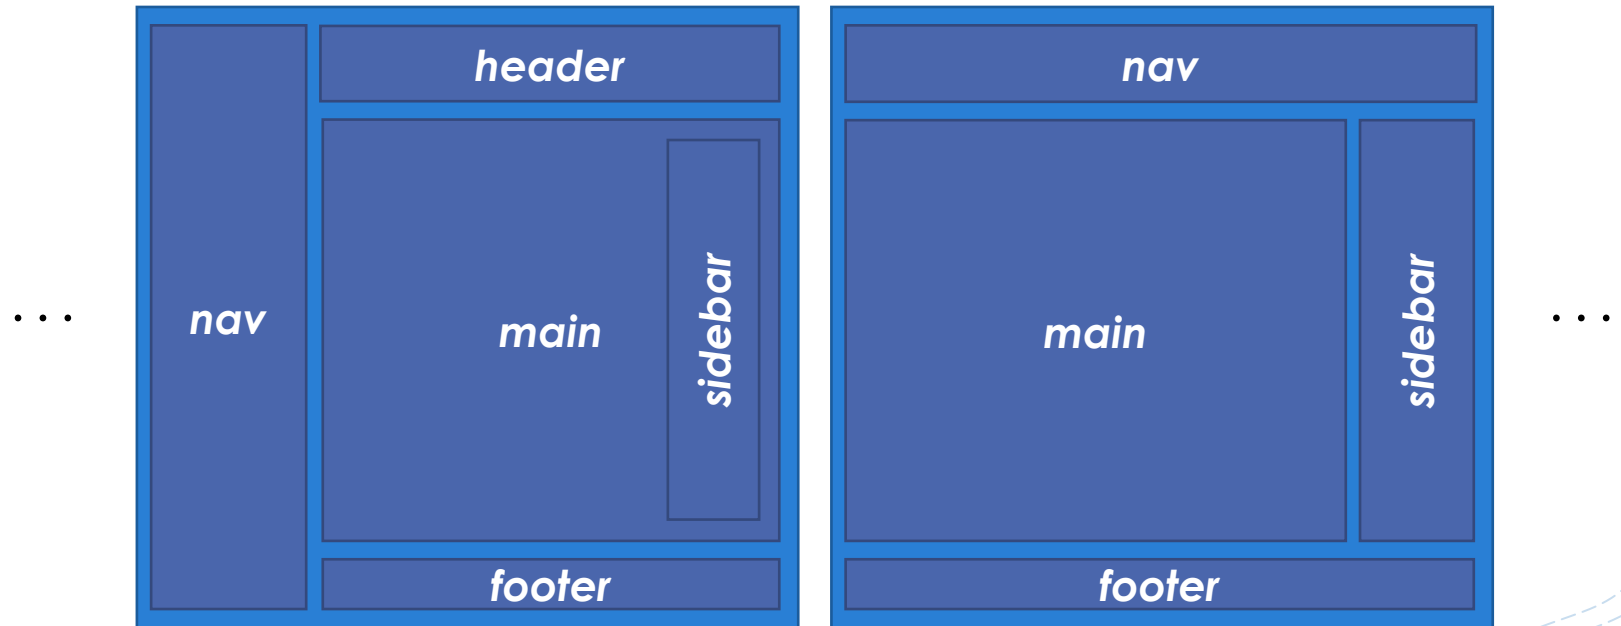 header
nav
main
sidebar
footer
nav
main
sidebar
footer
. . .
. . .